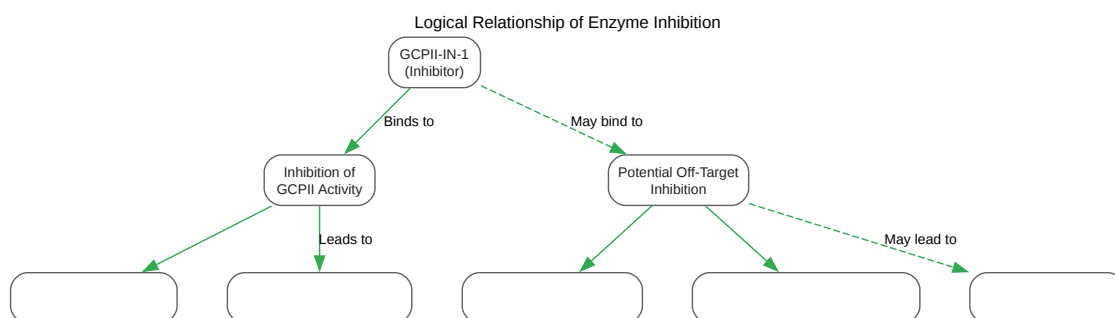 Logical Relationship of Enzyme Inhibition
GCPII-IN-1
(Inhibitor)
Binds to
May bind to
Inhibition of
GCPII Activity
Potential Off-Target
Inhibition
Leads to
May lead to